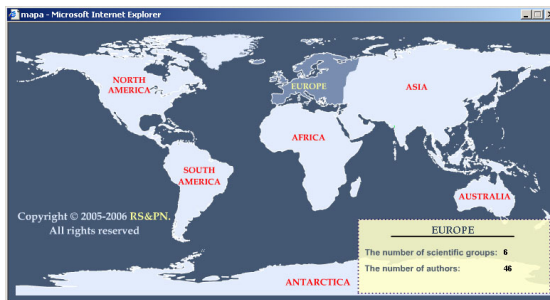 mapa - Microsoft Internet Explorer
NORTH
AMERICA
EUROPE
ASIA
AFRICA
SOUTH
AMERICA
AUSTRALIA
Copyright © 2005-2006 RS&PN.
All rights reserved
EUROPE
The number of scientific groups: 6
The number of authors: 46
ANTARCTICA